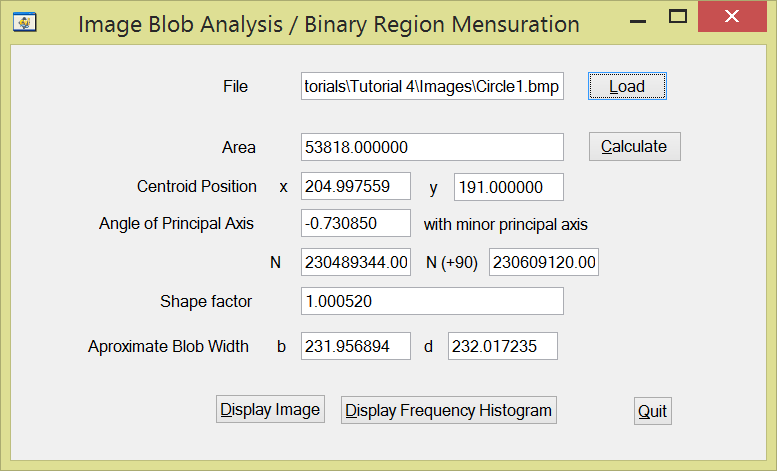 Image Blob Analysis / Binary Region Mensuration
File torials\Tutorial 4\Images\Circle1.bmp Load
Area 53818.000000 Calculate
Centroid Position x 204.997559 y 191.000000
Angle of Principal Axis -0.730850 with minor principal axis
N 230489344.00 N (+90) 230609120.00
Shape factor 1.000520
Aproximate Blob Width b 231.956894 d 232.017235
Display Image Display Frequency Histogram Quit